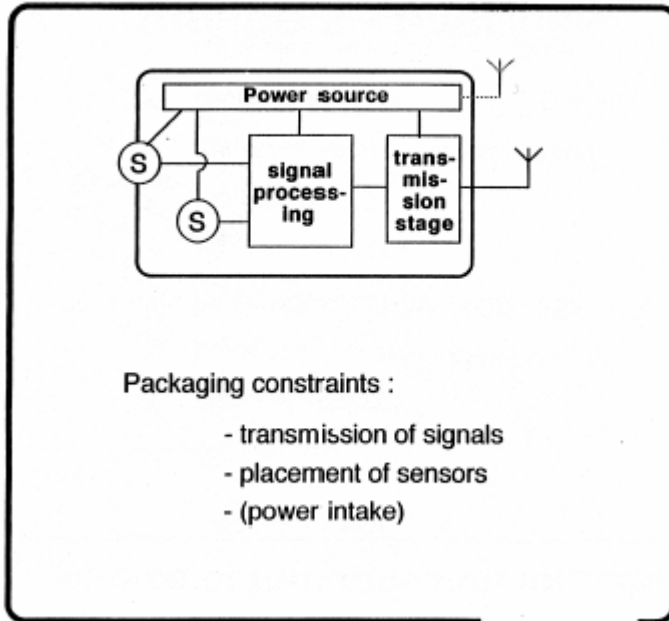 Power source
S
signal
process-
ing
trans-
mis-
sion
stage
S
Packaging constraints :
- transmission of signals
- placement of sensors
- (power intake)